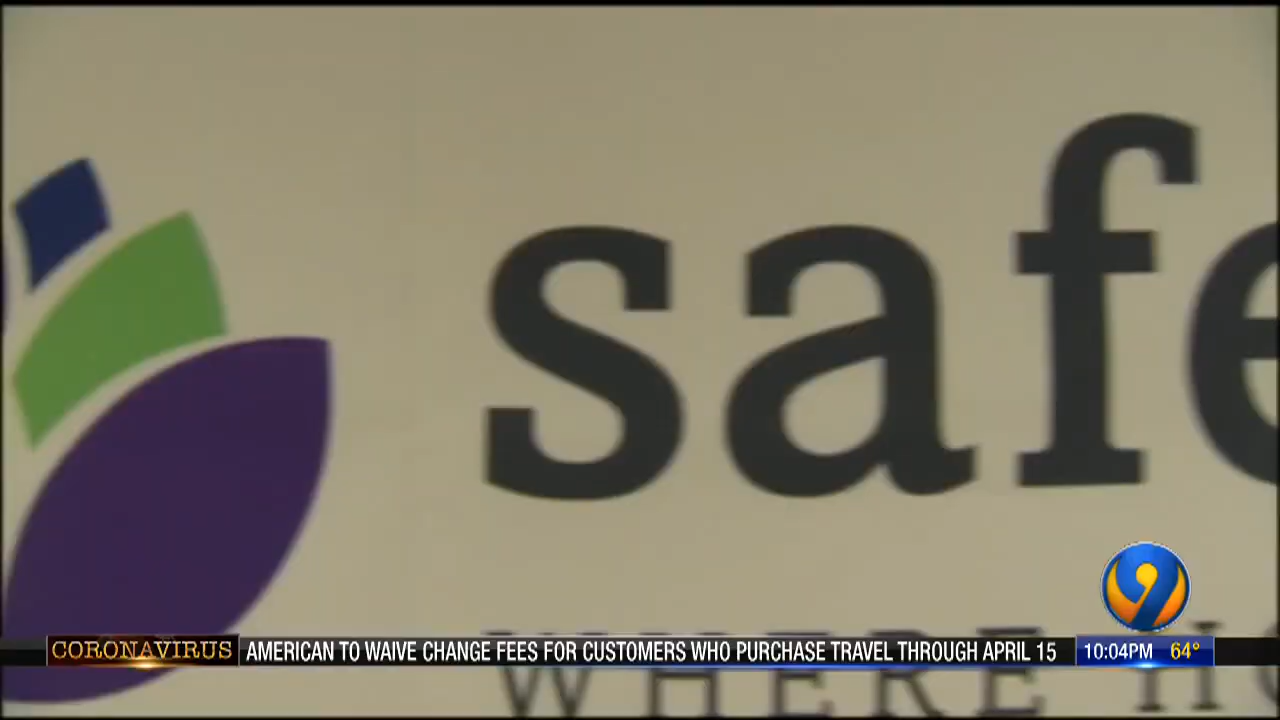 safe
WHERE
9
CORONAVIRUS AMERICAN TO WAIVE CHANGE FEES FOR CUSTOMERS WHO PURCHASE TRAVEL THROUGH APRIL 15 10:04PM 64°